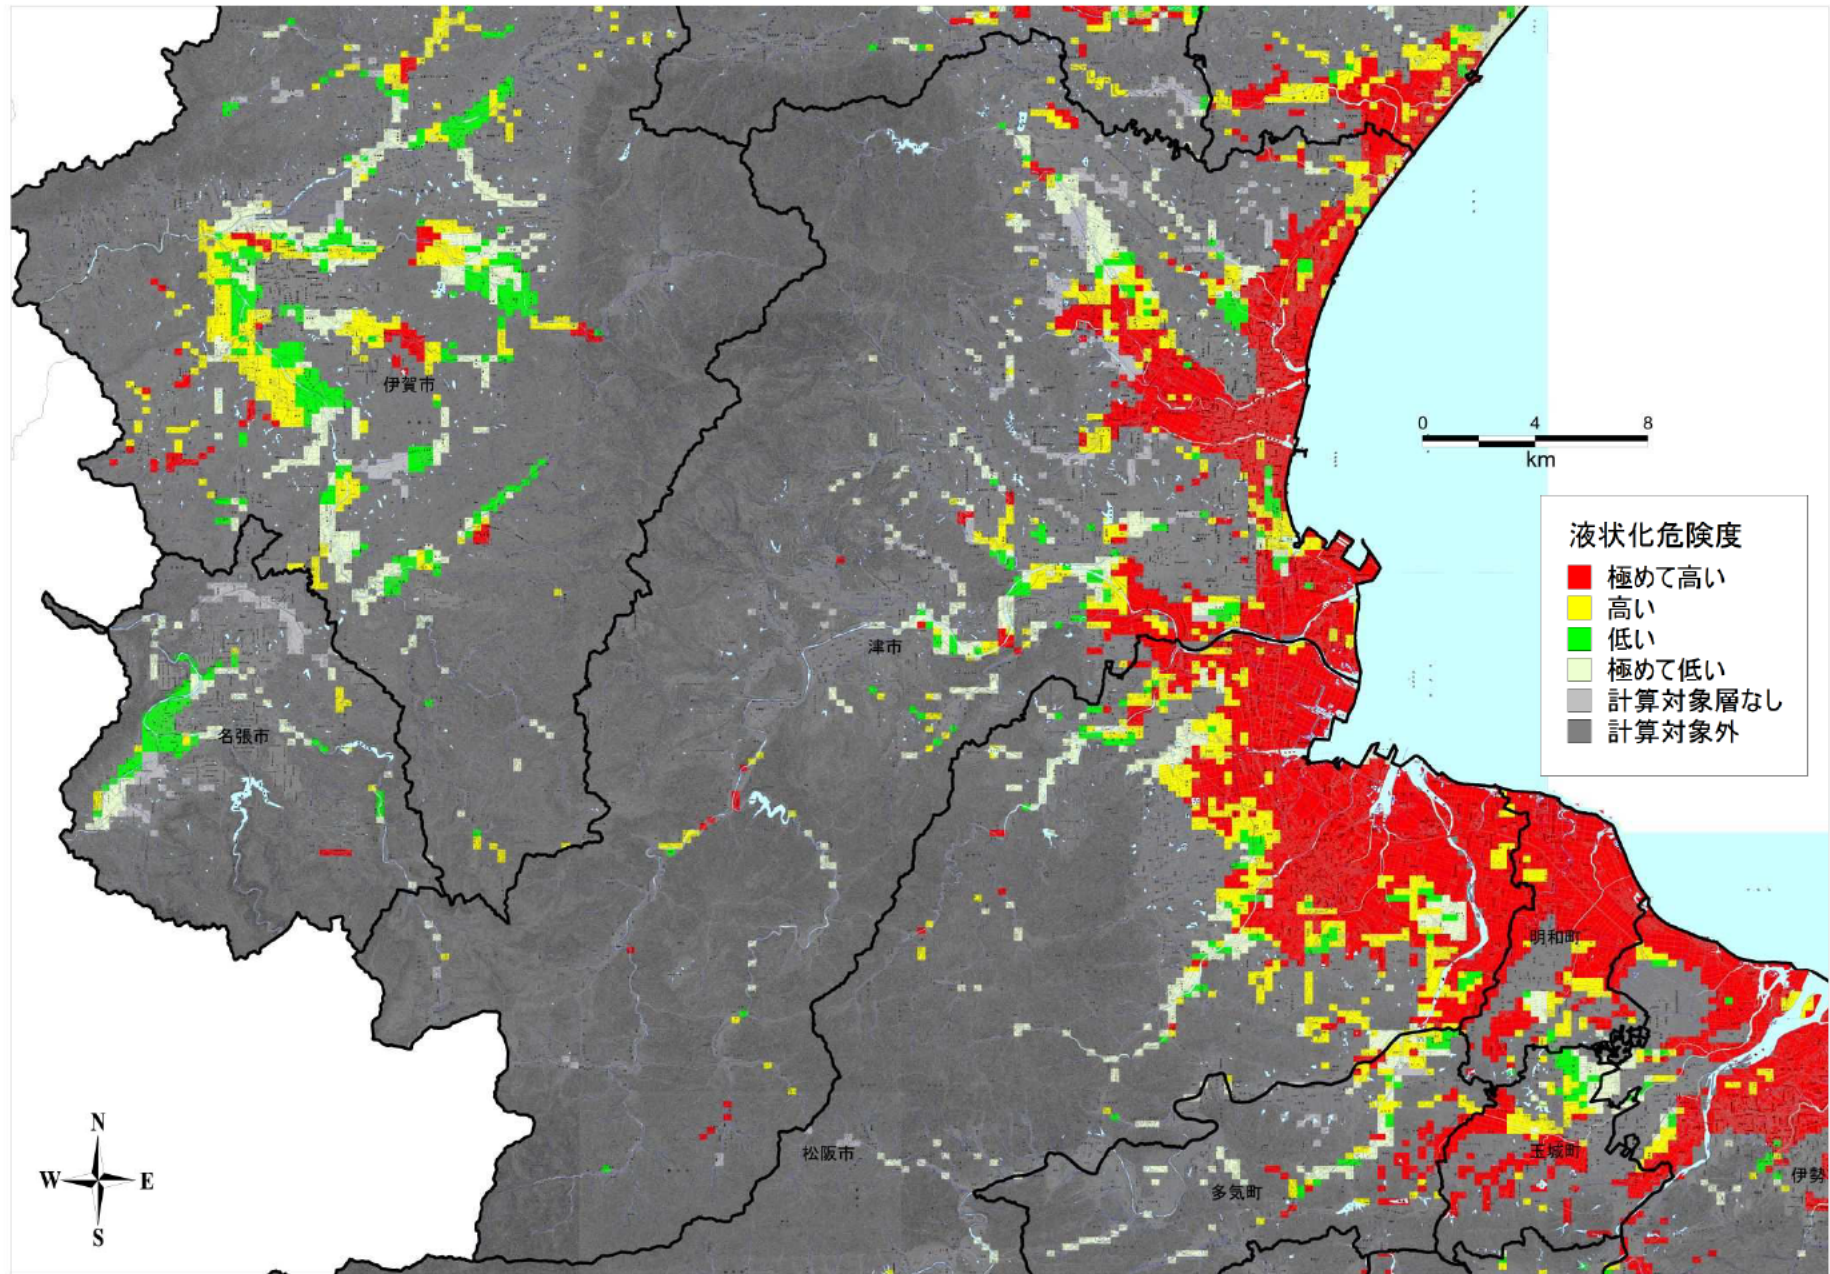 伊賀市
0 4 8
km
液状化危険度
極めて高い
高い
低い
極めて低い
計算対象層なし
計算対象外
津市
名張市
明和町
松阪市
玉城町
多気町
伊勢
N
W E
S